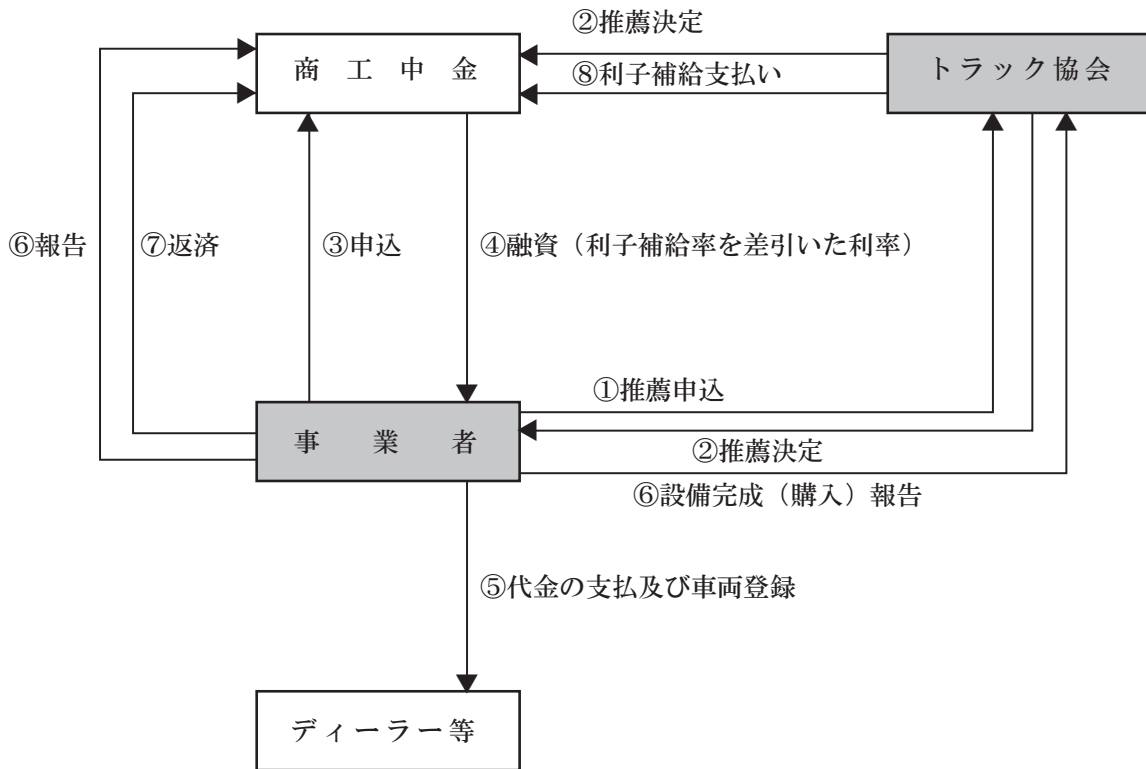 ②推薦決定
商工中金
トラック協会
⑧利子補給支払い
⑥報告
⑦返済
③申込
④融資（利子補給率を差引いた利率）
①推薦申込
事業者
②推薦決定
⑥設備完成（購入）報告
⑤代金の支払及び車両登録
ディーラー等